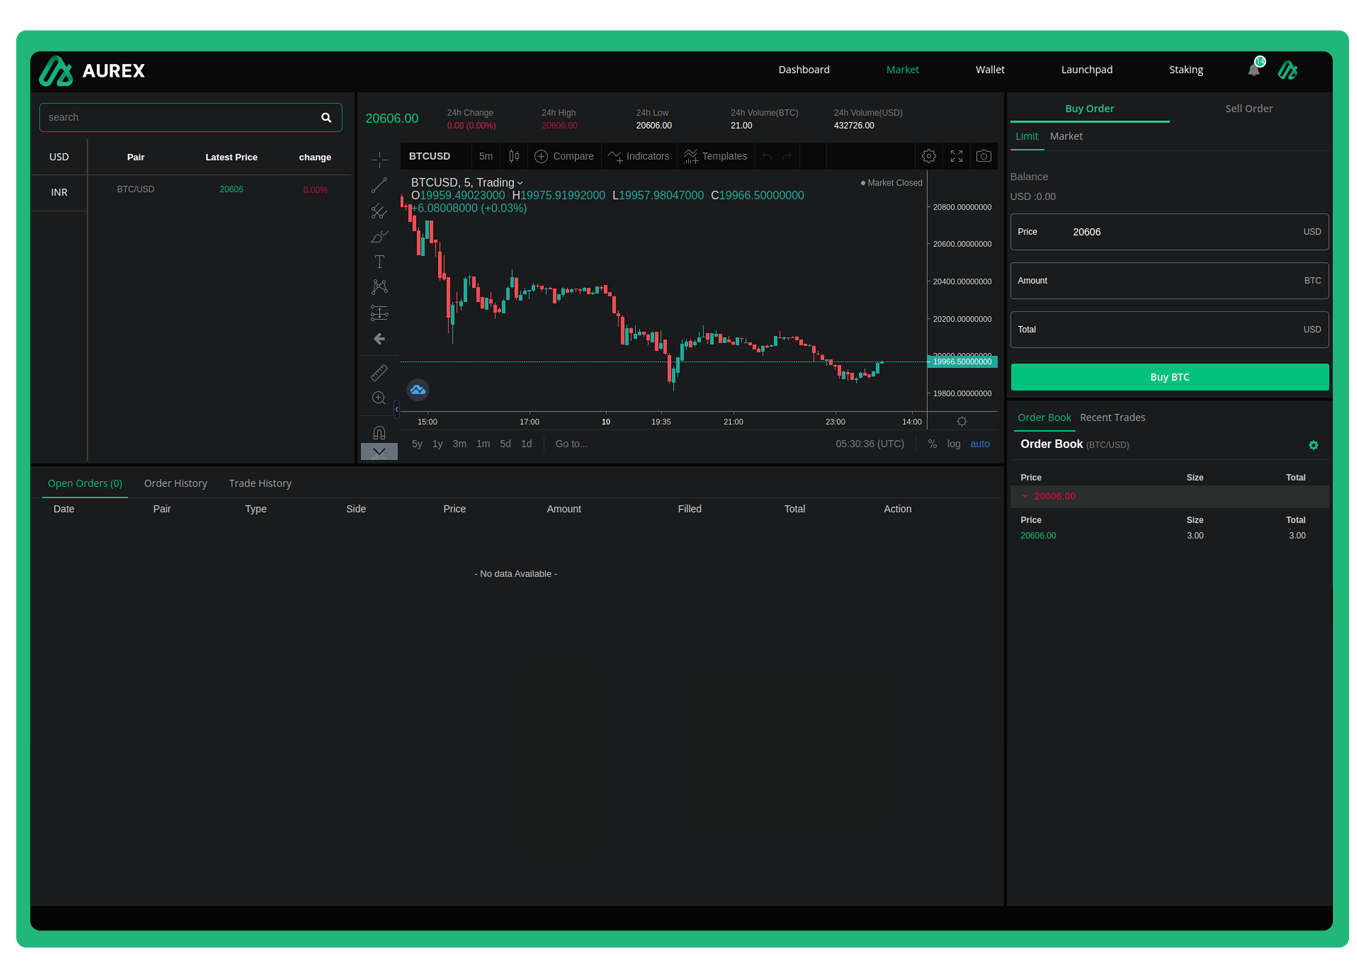 AUREX
Dashboard Market Wallet Launchpad Staking
search
USD
INR
Pair Latest Price change
BTC/USD 20606 0.00%
20606.00
24h Change 24h High 24h Low 24h Volume(BTC) 24h Volume(USD)
0.00 (0.00%) 20606.00 20606.00 21.00 432726.00
BTCUSD 5m Compare Indicators Templates
BTCUSD, 5, Trading
Market Closed
O19959.49023000 H19975.91992000 L19957.98047000 C19966.50000000
+6.08008000 (+0.03%)
20800.00000000
20600.00000000
20400.00000000
20200.00000000
20000.00000000
19966.50000000
19800.00000000
15:00 17:00 10 19:35 21:00 23:00 14:00
5y 1y 3m 1m 5d 1d Go to... 05:30:36 (UTC) % log auto
Buy Order Sell Order
Limit Market
Balance
USD :0.00
Price 20606 USD
Amount BTC
Total USD
Buy BTC
Order Book Recent Trades
Order Book (BTC/USD)
Price Size Total
20606.00
Price Size Total
20606.00 3.00 3.00
Open Orders (0) Order History Trade History
Date Pair Type Side Price Amount Filled Total Action
- No data Available -